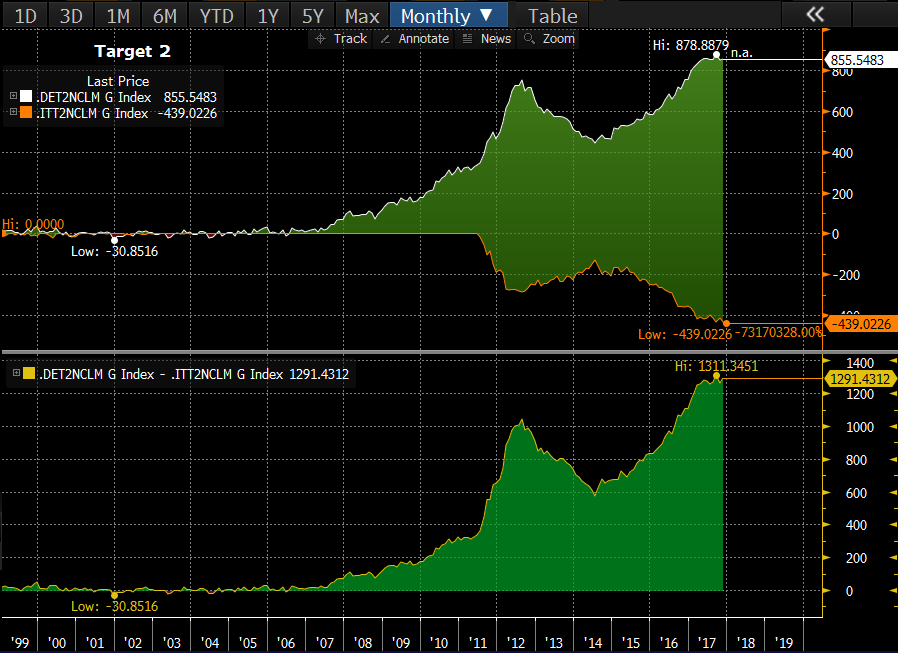 1D 3D 1M 6M YTD 1Y 5Y Max Monthly ▼ Table «
Track Annotate News Zoom
Target 2
Last Price
.DET2NCLM G Index 855.5483
.ITT2NCLM G Index -439.0226
Hi: 878.8879
n.a.
855.5483
800
600
400
200
0
-200
-400
-439.0226
Hi: 0.0000
Low: -30.8516
Low: -439.0226
-73170328.00%
.DET2NCLM G Index - .ITT2NCLM G Index 1291.4312
Hi: 1311.3451
1400
1291.4312
1200
1000
800
600
400
200
0
Low: -30.8516
'99 '00 '01 '02 '03 '04 '05 '06 '07 '08 '09 '10 '11 '12 '13 '14 '15 '16 '17 '18 '19